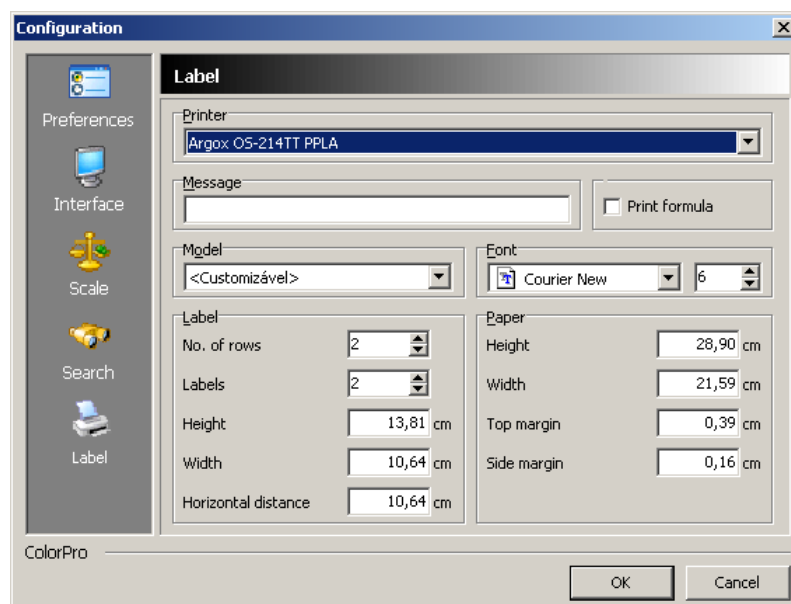 Configuration
Preferences
Interface
Scale
Search
Label
Label
Printer
Argox OS-214TT PPLA
Message
Print formula
Model
<Customizável>
Font
Courier New 6
Label
No. of rows 2
Labels 2
Height 13,81 cm
Width 10,64 cm
Horizontal distance 10,64 cm
Paper
Height 28,90 cm
Width 21,59 cm
Top margin 0,39 cm
Side margin 0,16 cm
ColorPro
OK Cancel